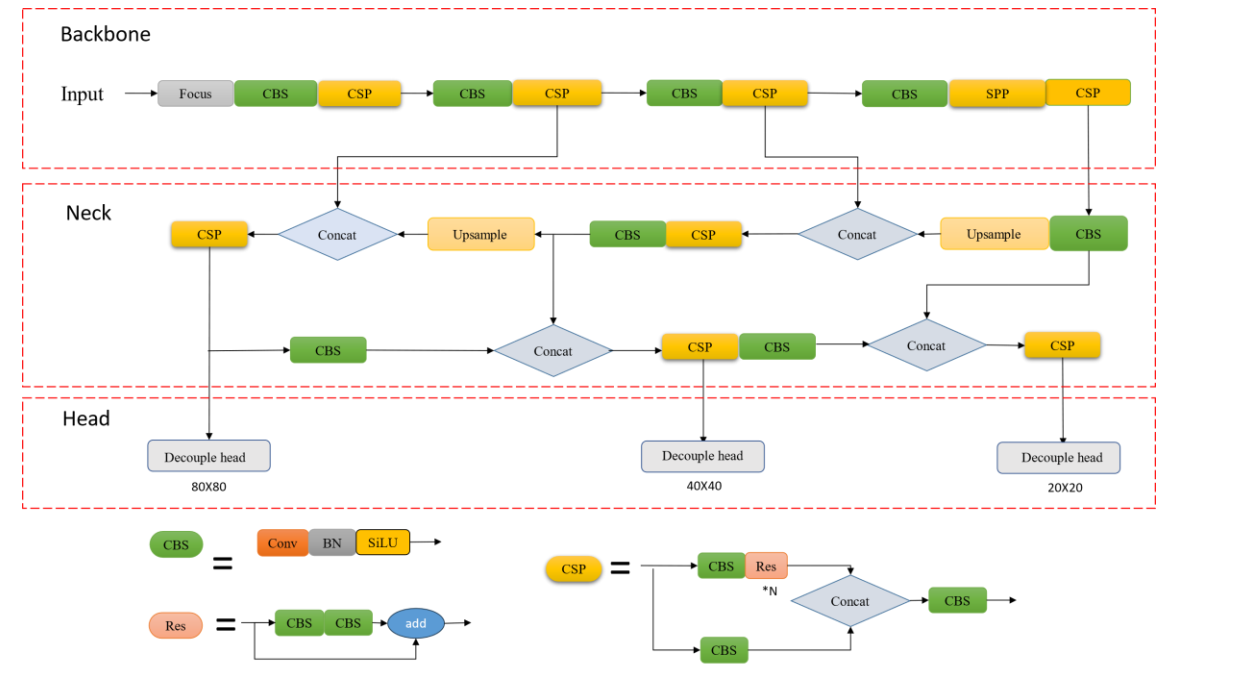 Backbone
Input
Focus
CBS
CSP
CBS
CSP
CBS
CSP
CBS
SPP
CSP
Neck
CSP
Concat
Upsample
CBS
CSP
Concat
Upsample
CBS
CBS
Concat
CSP
CBS
Concat
CSP
Head
Decouple head
80X80
Decouple head
40X40
Decouple head
20X20
CBS
=
Conv
BN
SiLU
CSP
=
CBS
Res
*N
Concat
CBS
CBS
Res
=
CBS
CBS
add